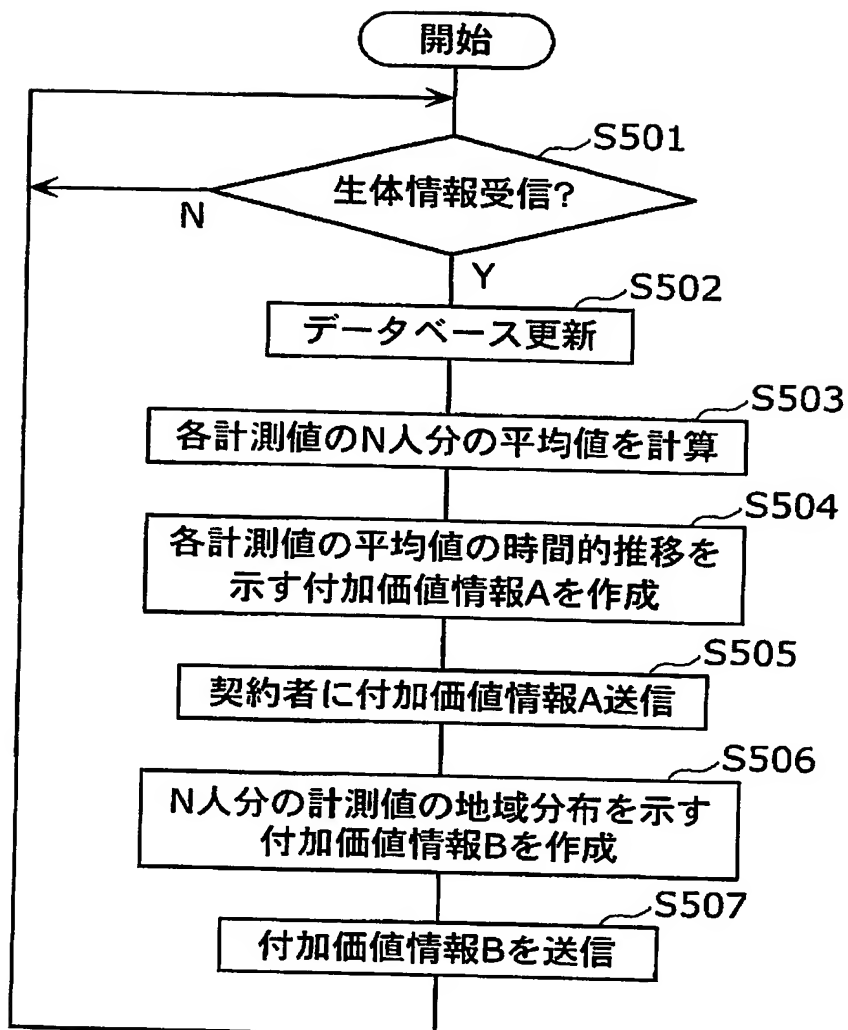 開始
S501
生体情報受信?
N
Y
S502
データベース更新
S503
各計測値のN人分の平均値を計算
S504
各計測値の平均値の時間的推移を
示す付加価値情報Aを作成
S505
契約者に付加価値情報A送信
S506
N人分の計測値の地域分布を示す
付加価値情報Bを作成
S507
付加価値情報Bを送信